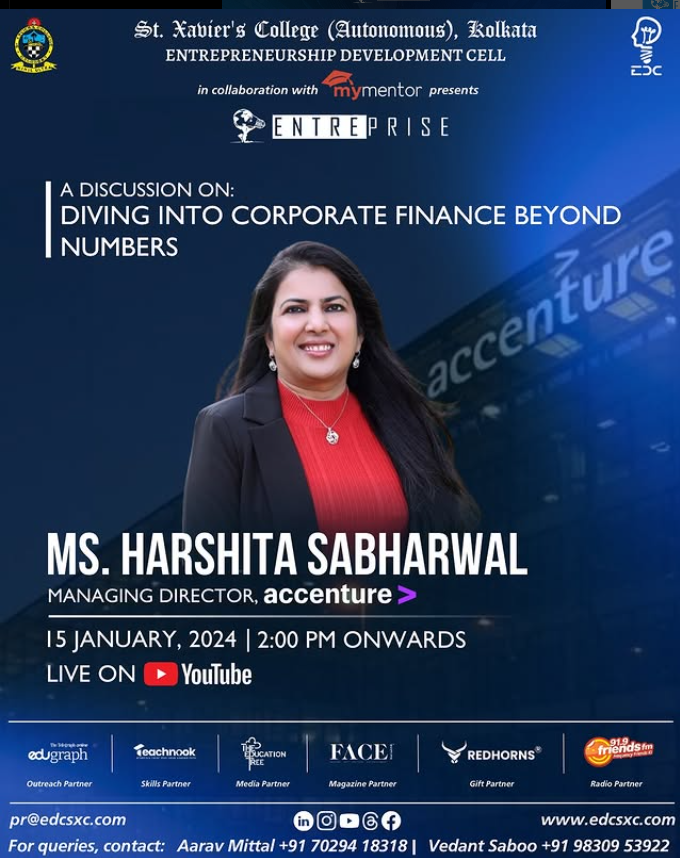 St. Xavier's College (Autonomous), Kolkata
ENTREPRENEURSHIP DEVELOPMENT CELL
EDC
in collaboration with mymentor presents
ENTREPRISE
A DISCUSSION ON:
DIVING INTO CORPORATE FINANCE BEYOND
NUMBERS
accenture
MS. HARSHITA SABHARWAL
MANAGING DIRECTOR, accenture
15 JANUARY, 2024 | 2:00 PM ONWARDS
LIVE ON YouTube
The Telegraph online
edugraph
Teachnook
THE EDUCATION TREE
FACE
REDHORNS®
91.9 friends fm
Outreach Partner
Skills Partner
Media Partner
Magazine Partner
Gift Partner
Radio Partner
pr@edcsxc.com
www.edcsxc.com
For queries, contact: Aarav Mittal +91 70294 18318 | Vedant Saboo +91 98309 53922